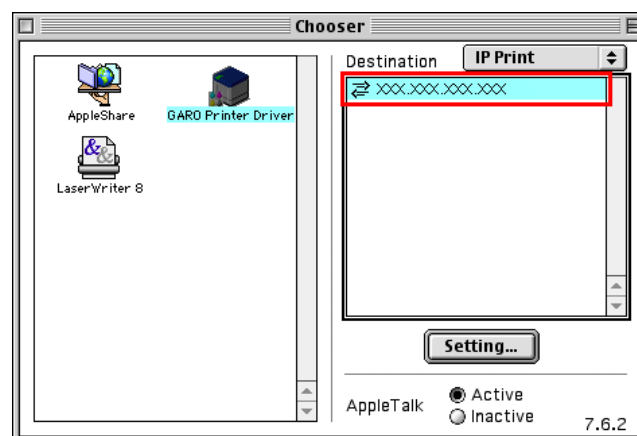 Chooser
AppleShare
GARO Printer Driver
LaserWriter 8
Destination
IP Print
XXX.XXX.XXX.XXX
Setting...
AppleTalk
Active
Inactive
7.6.2